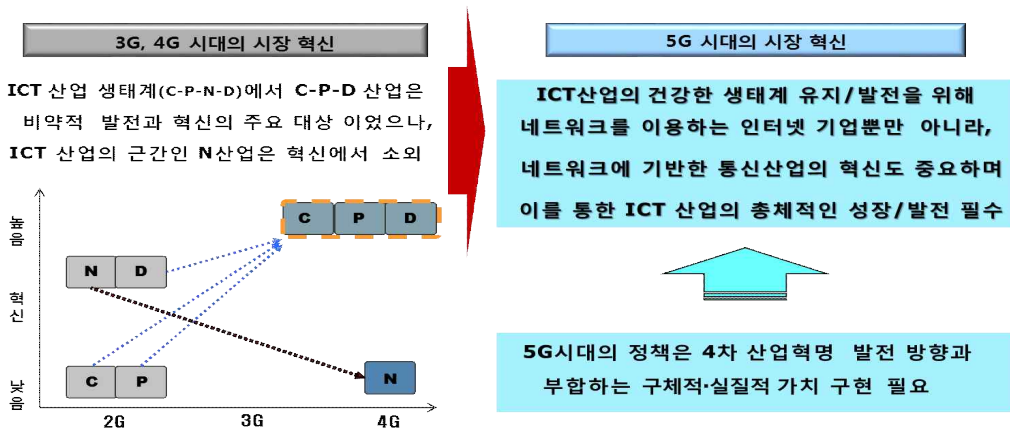 3G, 4G 시대의 시장 혁신
ICT 산업 생태계(C-P-N-D)에서 C-P-D 산업은
비약적 발전과 혁신의 주요 대상 이었으나,
ICT 산업의 근간인 N산업은 혁신에서 소외
높음
혁신
낮음
C P D
N D
C P
N
2G 3G 4G
5G 시대의 시장 혁신
ICT산업의 건강한 생태계 유지/발전을 위해
네트워크를 이용하는 인터넷 기업뿐만 아니라,
네트워크에 기반한 통신산업의 혁신도 중요하며
이를 통한 ICT 산업의 총체적인 성장/발전 필수
5G시대의 정책은 4차 산업혁명 발전 방향과
부합하는 구체적·실질적 가치 구현 필요